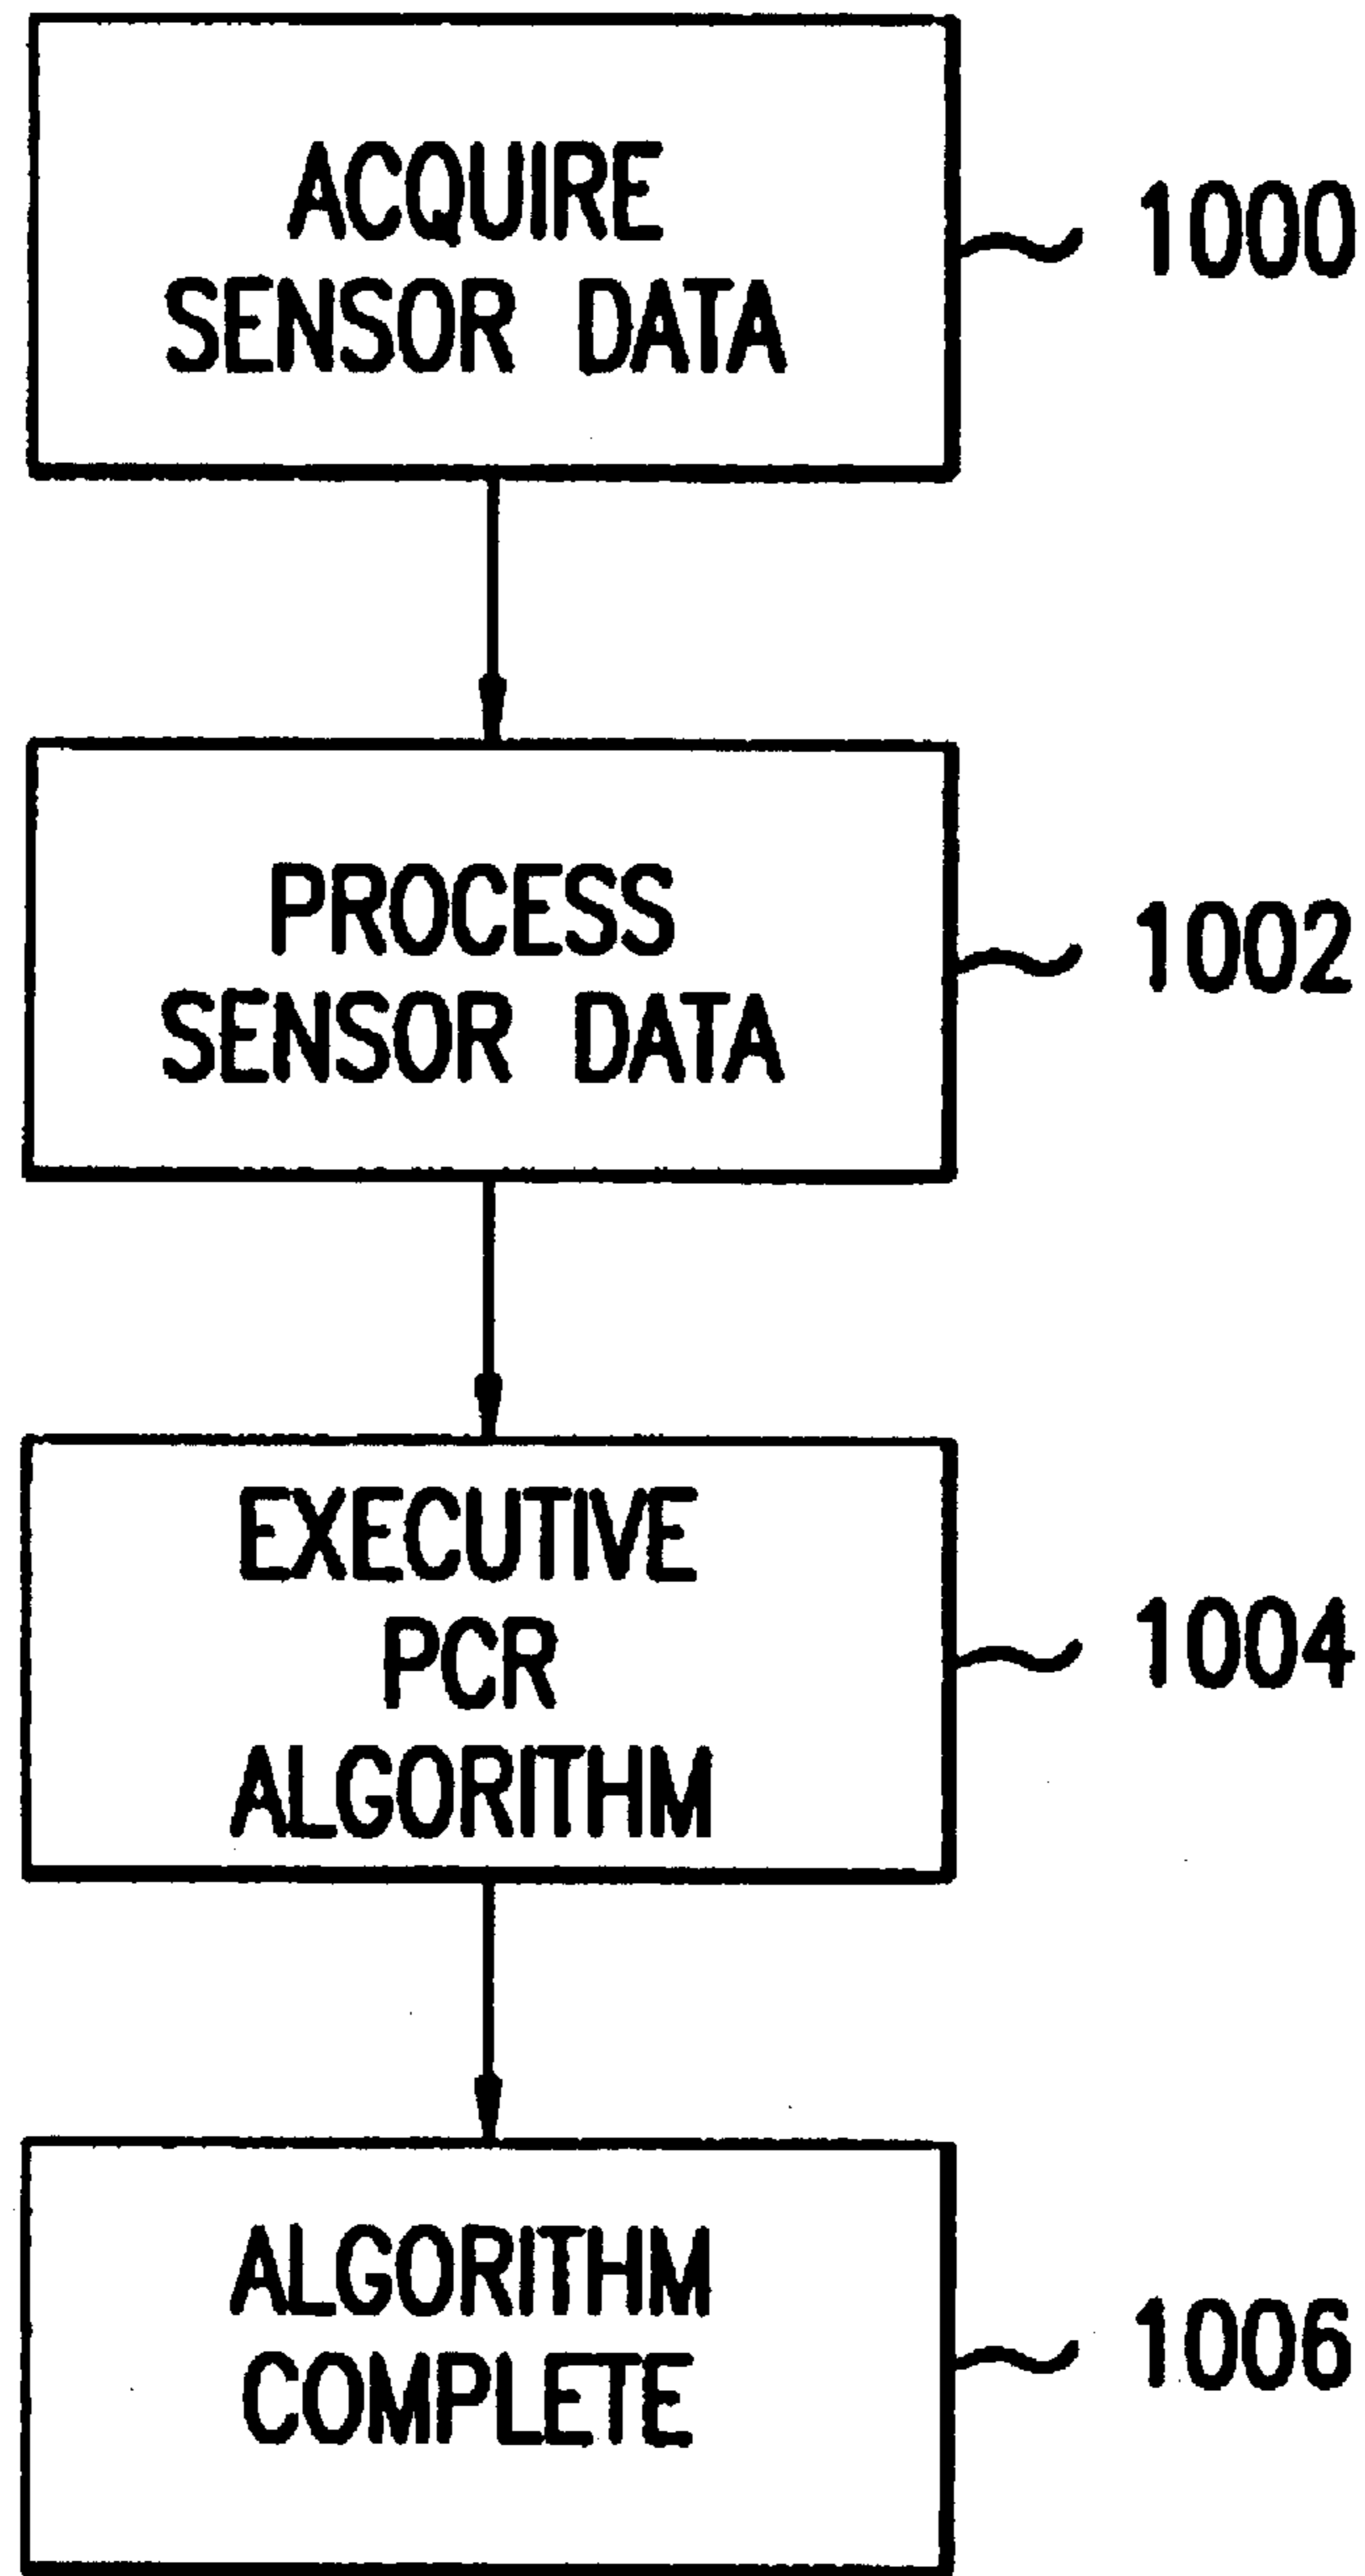 ACQUIRE
SENSOR DATA
1000
PROCESS
SENSOR DATA
1002
EXECUTIVE
PCR
ALGORITHM
1004
ALGORITHM
COMPLETE
1006